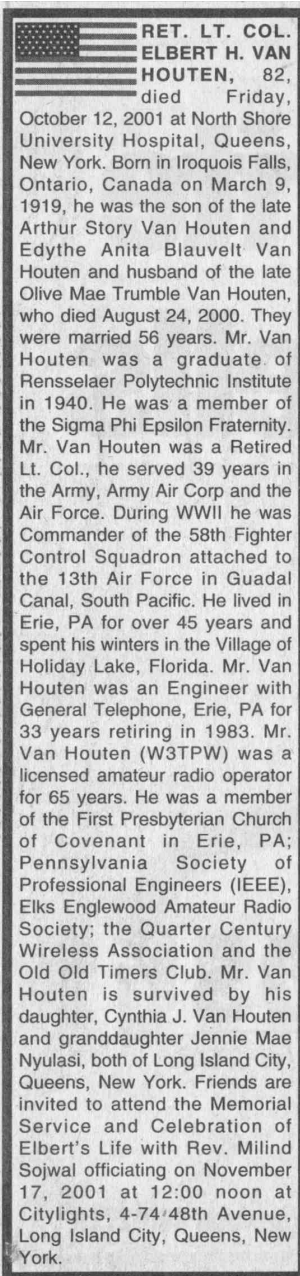 RET. LT. COL.
ELBERT H. VAN
HOUTEN, 82,
died Friday,
October 12, 2001 at North Shore
University Hospital, Queens,
New York. Born in Iroquois Falls,
Ontario, Canada on March 9,
1919, he was the son of the late
Arthur Story Van Houten and
Edythe Anita Blauvelt Van
Houten and husband of the late
Olive Mae Trumble Van Houten,
who died August 24, 2000. They
were married 56 years. Mr. Van
Houten was a graduate of
Rensselaer Polytechnic Institute
in 1940. He was a member of
the Sigma Phi Epsilon Fraternity.
Mr. Van Houten was a Retired
Lt. Col., he served 39 years in
the Army, Army Air Corp and the
Air Force. During WWII he was
Commander of the 58th Fighter
Control Squadron attached to
the 13th Air Force in Guadal
Canal, South Pacific. He lived in
Erie, PA for over 45 years and
spent his winters in the Village of
Holiday Lake, Florida. Mr. Van
Houten was an Engineer with
General Telephone, Erie, PA for
33 years retiring in 1983. Mr.
Van Houten (W3TPW) was a
licensed amateur radio operator
for 65 years. He was a member
of the First Presbyterian Church
of Covenant in Erie, PA;
Pennsylvania Society of
Professional Engineers (IEEE),
Elks Englewood Amateur Radio
Society; the Quarter Century
Wireless Association and the
Old Old Timers Club. Mr. Van
Houten is survived by his
daughter, Cynthia J. Van Houten
and granddaughter Jennie Mae
Nyulasi, both of Long Island City,
Queens, New York. Friends are
invited to attend the Memorial
Service and Celebration of
Elbert's Life with Rev. Milind
Sojwal officiating on November
17, 2001 at 12:00 noon at
Citylights, 4-74 48th Avenue,
Long Island City, Queens, New
York.